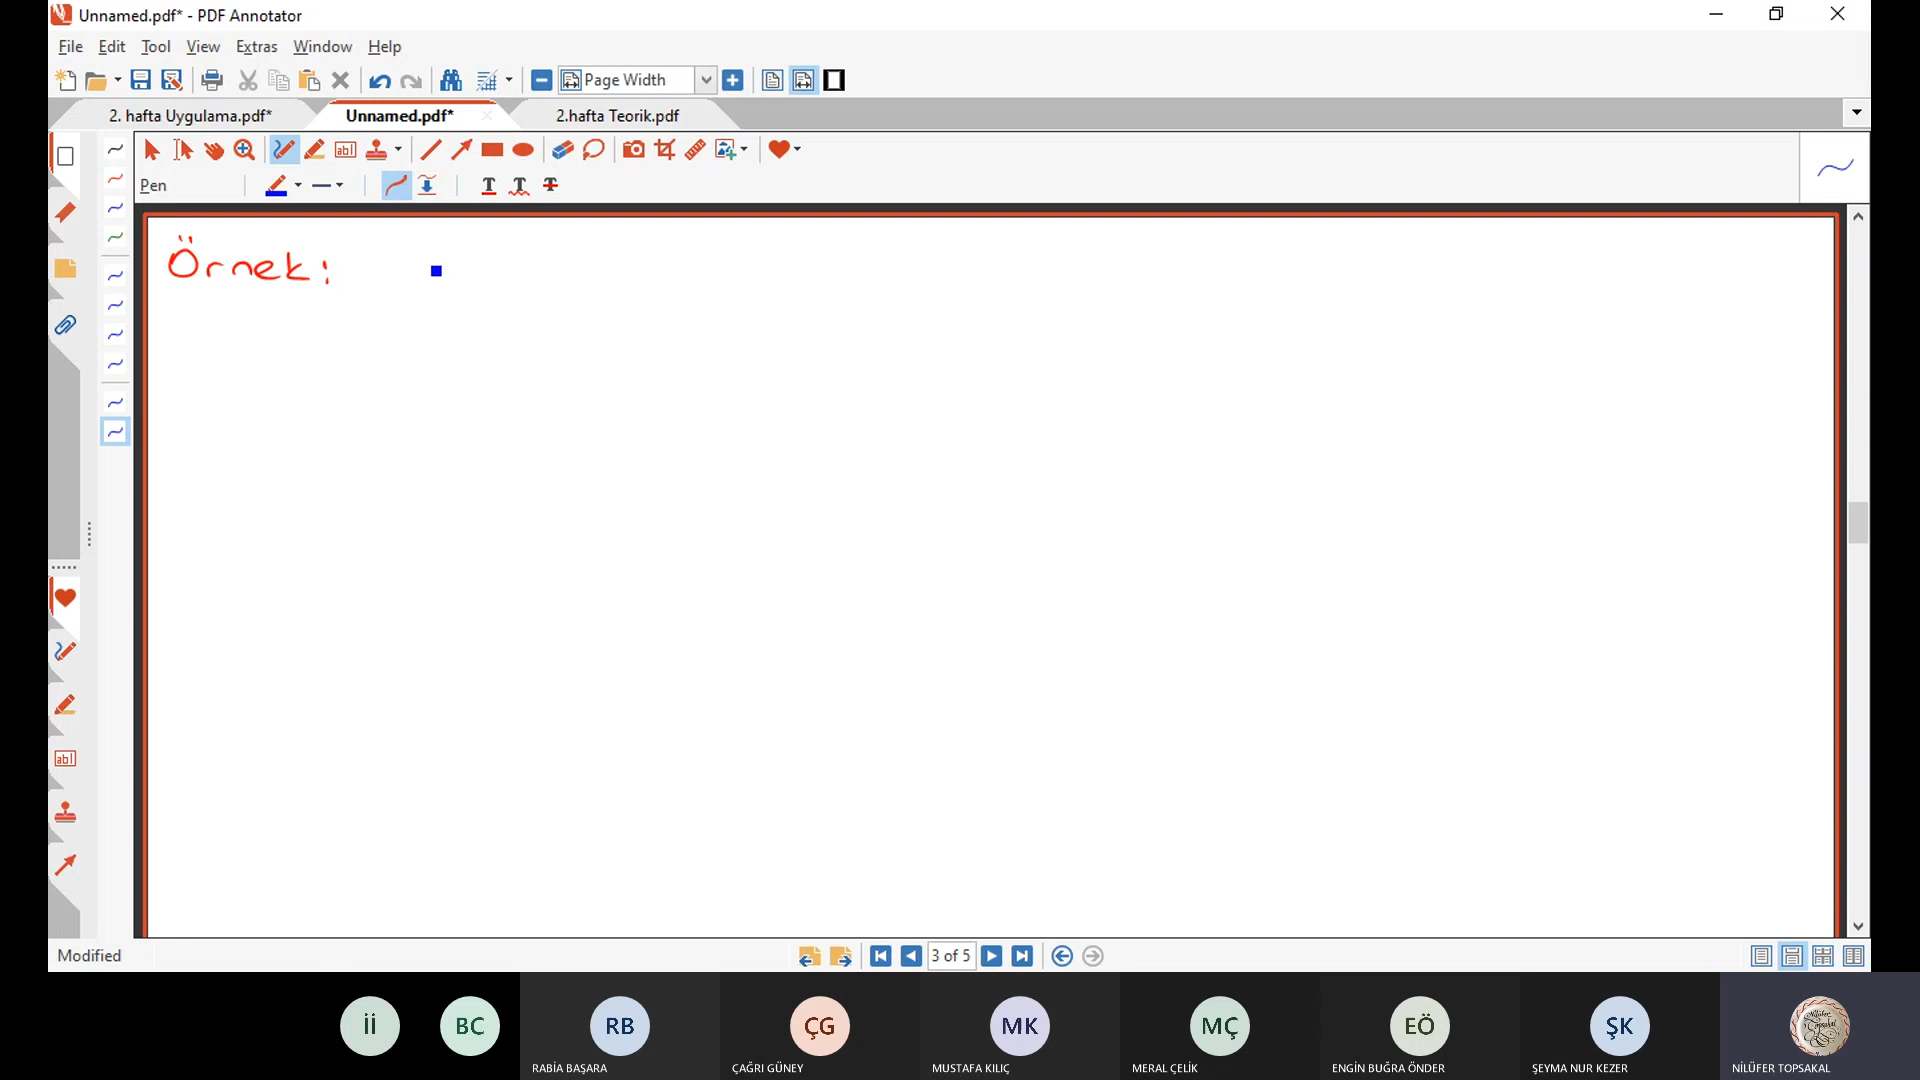 Unnamed.pdf* - PDF Annotator
File Edit Tool View Extras Window Help
Page Width
2. hafta Uygulama.pdf* Unnamed.pdf* 2.hafta Teorik.pdf
Pen
Örnek:
Modified
3 of 5
İİ BC RB ÇG MK MÇ EÖ ŞK
RABİA BAŞARA ÇAĞRI GÜNEY MUSTAFA KILIÇ MERAL ÇELİK ENGİN BUĞRA ÖNDER ŞEYMA NUR KEZER NİLÜFER TOPSAKAL